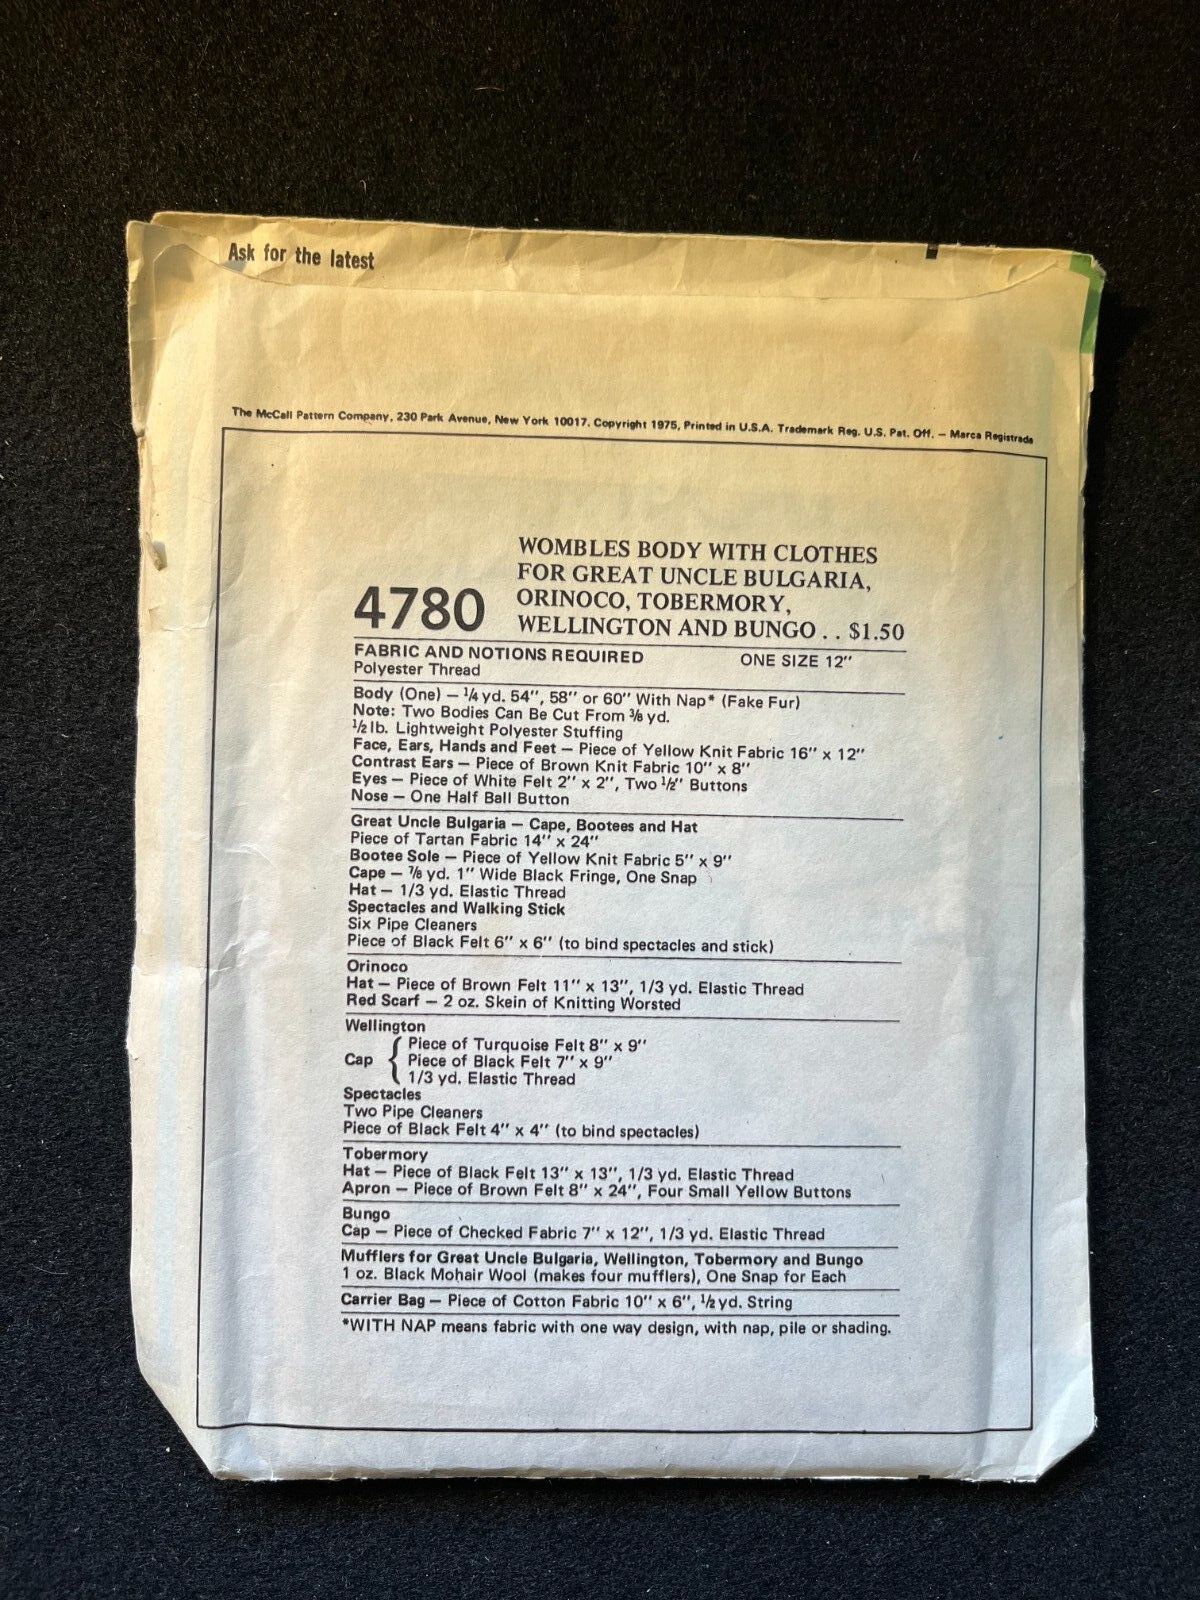 Ask for the latest
The McCall Pattern Company, 230 Park Avenue, New York 10017. Copyright 1975, Printed in U.S.A. Trademark Reg. U.S. Pat. Off. – Marca Registrada
4780
WOMBLES BODY WITH CLOTHES
FOR GREAT UNCLE BULGARIA,
ORINOCO, TOBERMORY,
WELLINGTON AND BUNGO . . $1.50
FABRIC AND NOTIONS REQUIRED ONE SIZE 12"
Polyester Thread
Body (One) – ¼ yd. 54", 58" or 60" With Nap* (Fake Fur)
Note: Two Bodies Can Be Cut From ⅜ yd.
½ lb. Lightweight Polyester Stuffing
Face, Ears, Hands and Feet – Piece of Yellow Knit Fabric 16" x 12"
Contrast Ears – Piece of Brown Knit Fabric 10" x 8"
Eyes – Piece of White Felt 2" x 2", Two ½" Buttons
Nose – One Half Ball Button
Great Uncle Bulgaria – Cape, Bootees and Hat
Piece of Tartan Fabric 14" x 24"
Bootee Sole – Piece of Yellow Knit Fabric 5" x 9"
Cape – ⅞ yd. 1" Wide Black Fringe, One Snap
Hat – 1/3 yd. Elastic Thread
Spectacles and Walking Stick
Six Pipe Cleaners
Piece of Black Felt 6" x 6" (to bind spectacles and stick)
Orinoco
Hat – Piece of Brown Felt 11" x 13", 1/3 yd. Elastic Thread
Red Scarf – 2 oz. Skein of Knitting Worsted
Wellington
Piece of Turquoise Felt 8" x 9"
Cap { Piece of Black Felt 7" x 9"
1/3 yd. Elastic Thread
Spectacles
Two Pipe Cleaners
Piece of Black Felt 4" x 4" (to bind spectacles)
Tobermory
Hat – Piece of Black Felt 13" x 13", 1/3 yd. Elastic Thread
Apron – Piece of Brown Felt 8" x 24", Four Small Yellow Buttons
Bungo
Cap – Piece of Checked Fabric 7" x 12", 1/3 yd. Elastic Thread
Mufflers for Great Uncle Bulgaria, Wellington, Tobermory and Bungo
1 oz. Black Mohair Wool (makes four mufflers), One Snap for Each
Carrier Bag – Piece of Cotton Fabric 10" x 6", ½ yd. String
*WITH NAP means fabric with one way design, with nap, pile or shading.